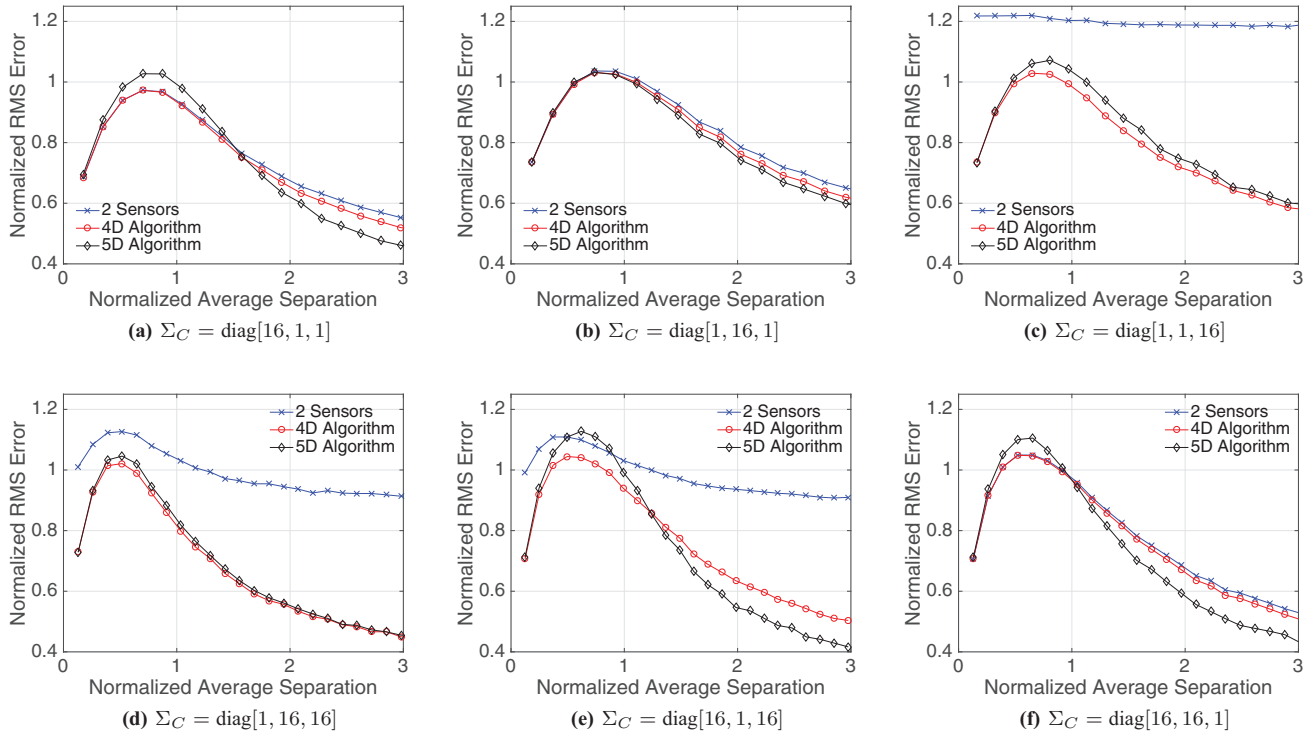 Normalized RMS Error
1.2
1
0.8
0.6
0.4
2 Sensors
4D Algorithm
5D Algorithm
0 1 2 3
Normalized Average Separation
(a) Σ_C = diag[16, 1, 1]
Normalized RMS Error
1.2
1
0.8
0.6
0.4
2 Sensors
4D Algorithm
5D Algorithm
0 1 2 3
Normalized Average Separation
(b) Σ_C = diag[1, 16, 1]
Normalized RMS Error
1.2
1
0.8
0.6
0.4
2 Sensors
4D Algorithm
5D Algorithm
0 1 2 3
Normalized Average Separation
(c) Σ_C = diag[1, 1, 16]
Normalized RMS Error
1.2
1
0.8
0.6
0.4
2 Sensors
4D Algorithm
5D Algorithm
0 1 2 3
Normalized Average Separation
(d) Σ_C = diag[1, 16, 16]
Normalized RMS Error
1.2
1
0.8
0.6
0.4
2 Sensors
4D Algorithm
5D Algorithm
0 1 2 3
Normalized Average Separation
(e) Σ_C = diag[16, 1, 16]
Normalized RMS Error
1.2
1
0.8
0.6
0.4
2 Sensors
4D Algorithm
5D Algorithm
0 1 2 3
Normalized Average Separation
(f) Σ_C = diag[16, 16, 1]